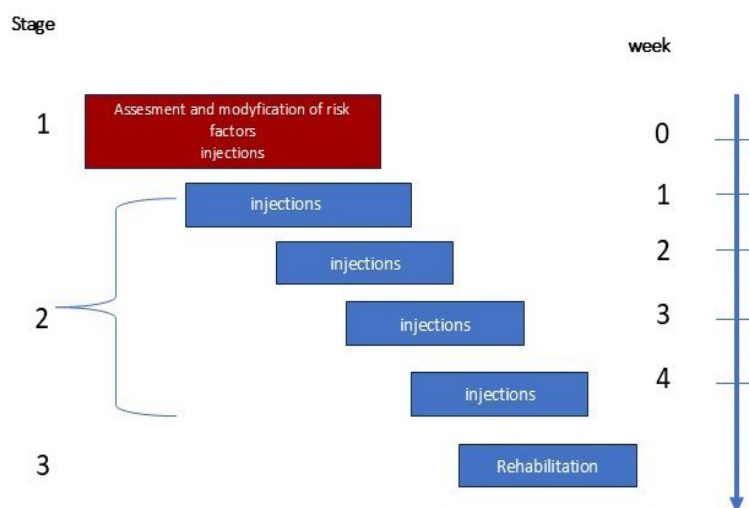 Stage
week
1
Assesment and modyfication of risk
factors
injections
0
injections
1
injections
2
2
injections
3
injections
4
3
Rehabilitation